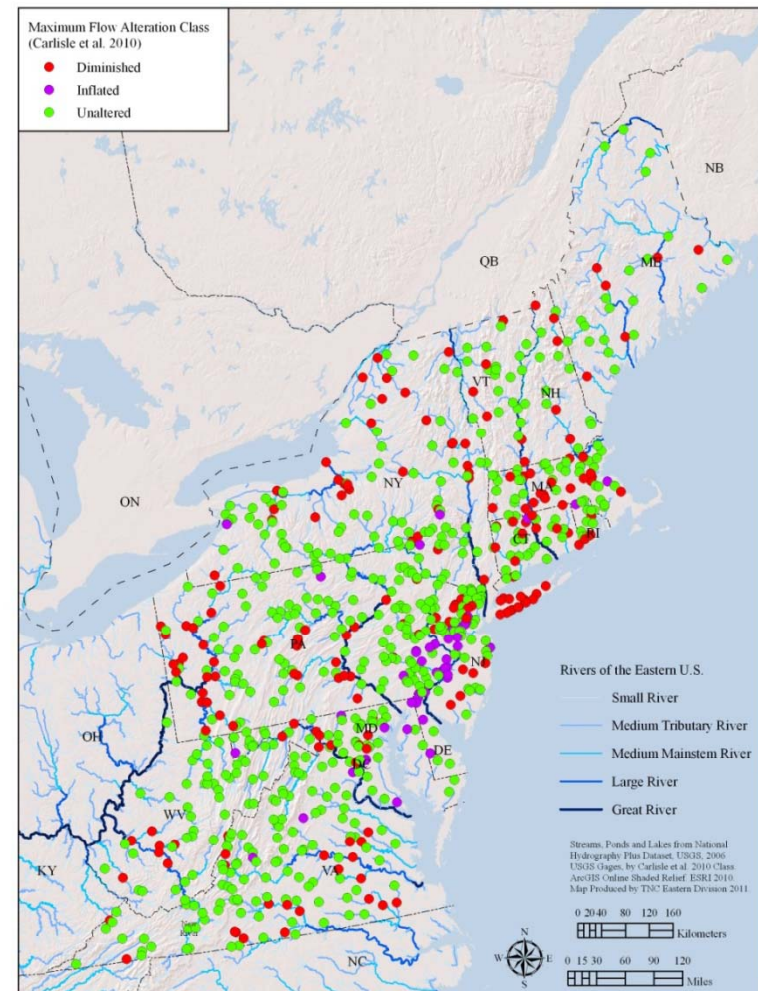 Maximum Flow Alteration Class
(Carlisle et al. 2010)
Diminished
Inflated
Unaltered
NB
QB
ME
VT
NH
ON
NY
MA
CT
RI
PA
NJ
OH
MD
DE
DC
WV
KY
VA
New
River
NC
Rivers of the Eastern U.S.
Small River
Medium Tributary River
Medium Mainstem River
Large River
Great River
Streams, Ponds and Lakes from National
Hydrography Plus Dataset, USGS, 2006
USGS Gages, by Carlisle et al. 2010 Class.
ArcGIS Online Shaded Relief. ESRI 2010.
Map Produced by TNC Eastern Division 2011.
0 20 40 80 120 160
Kilometers
N
W E
S
0 15 30 60 90 120
Miles